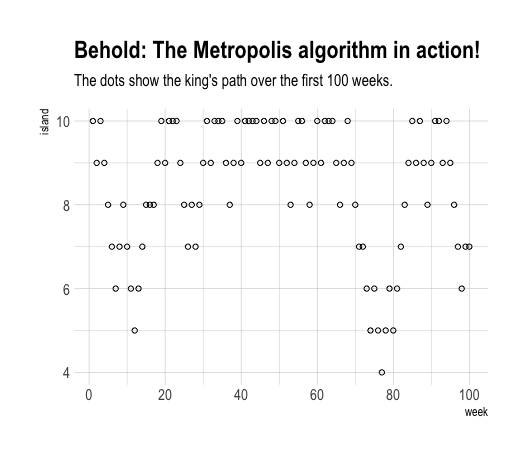 Behold: The Metropolis algorithm in action!
The dots show the king's path over the first 100 weeks.
island
10
8
6
4
0 20 40 60 80 100
week